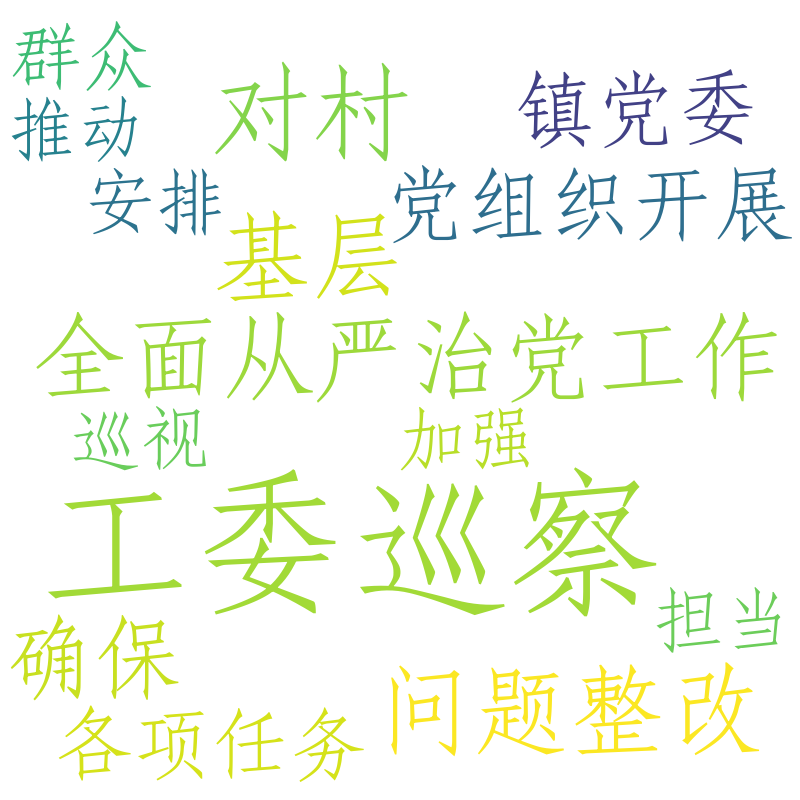 群众
对村
镇党委
推动
安排
党组织开展
基层
全面从严治党工作
巡视
加强
工委巡察
担当
确保
问题整改
各项任务